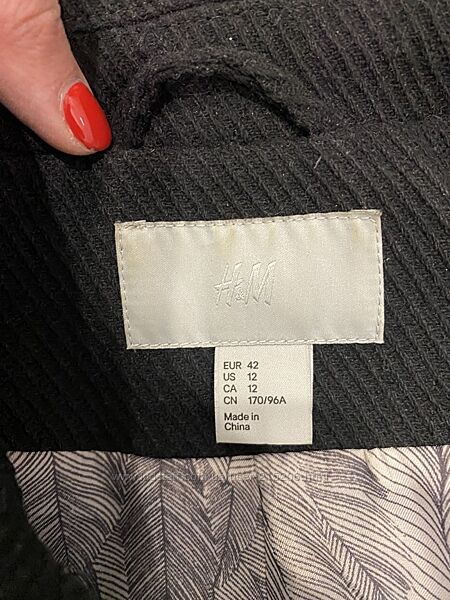 H&M
EUR 42
US 12
CA 12
CN 170/96A
Made in
China